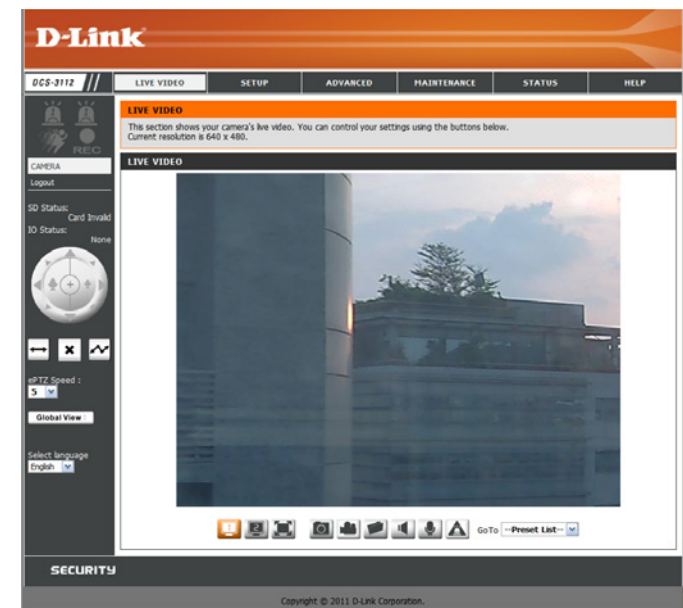 D-Link
DCS-3112 // LIVE VIDEO SETUP ADVANCED MAINTENANCE STATUS HELP
REC
CAMERA
Logout
SD Status:
Card Invalid
IO Status:
None
ePTZ Speed :
5
Global View
Select language
English
LIVE VIDEO
This section shows your camera's live video. You can control your settings using the buttons below.
Current resolution is 640 x 480.
LIVE VIDEO
1 2 GoTo --Preset List--
SECURITY
Copyright © 2011 D-Link Corporation.